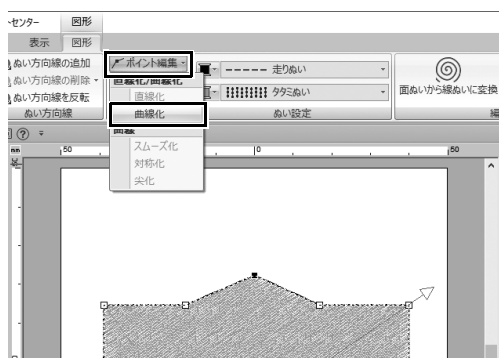 センター 図形
表示 図形
ぬい方向線の追加
ぬい方向線の削除
ぬい方向線を反転
ぬい方向線
ポイント編集
直線化/曲線化
直線化
曲線化
曲線
スムーズ化
対称化
尖化
走りぬい
タタミぬい
ぬい設定
面ぬいから線ぬいに変換
mm 50 0 50